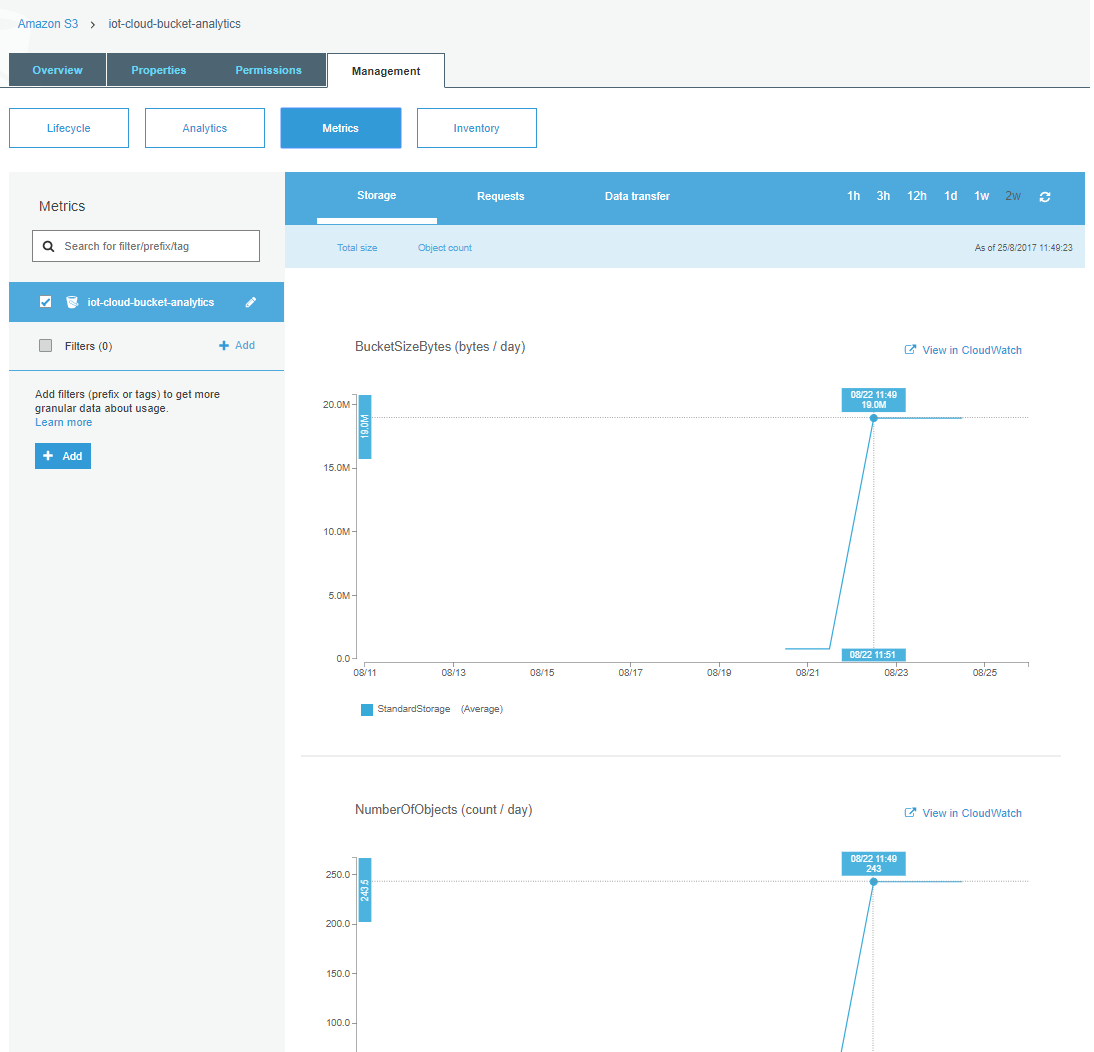 Amazon S3 > iot-cloud-bucket-analytics
Overview Properties Permissions Management
Lifecycle Analytics Metrics Inventory
Metrics
Search for filter/prefix/tag
iot-cloud-bucket-analytics
Filters (0) + Add
Add filters (prefix or tags) to get more
granular data about usage.
Learn more
+ Add
Storage Requests Data transfer 1h 3h 12h 1d 1w 2w
Total size Object count As of 25/8/2017 11:49:23
BucketSizeBytes (bytes / day) View in CloudWatch
08/22 11:49
19.0M
20.0M
19.0M
15.0M
10.0M
5.0M
0.0
08/22 11:51
08/11 08/13 08/15 08/17 08/19 08/21 08/23 08/25
StandardStorage (Average)
NumberOfObjects (count / day) View in CloudWatch
08/22 11:49
243
250.0
243.5
200.0
150.0
100.0